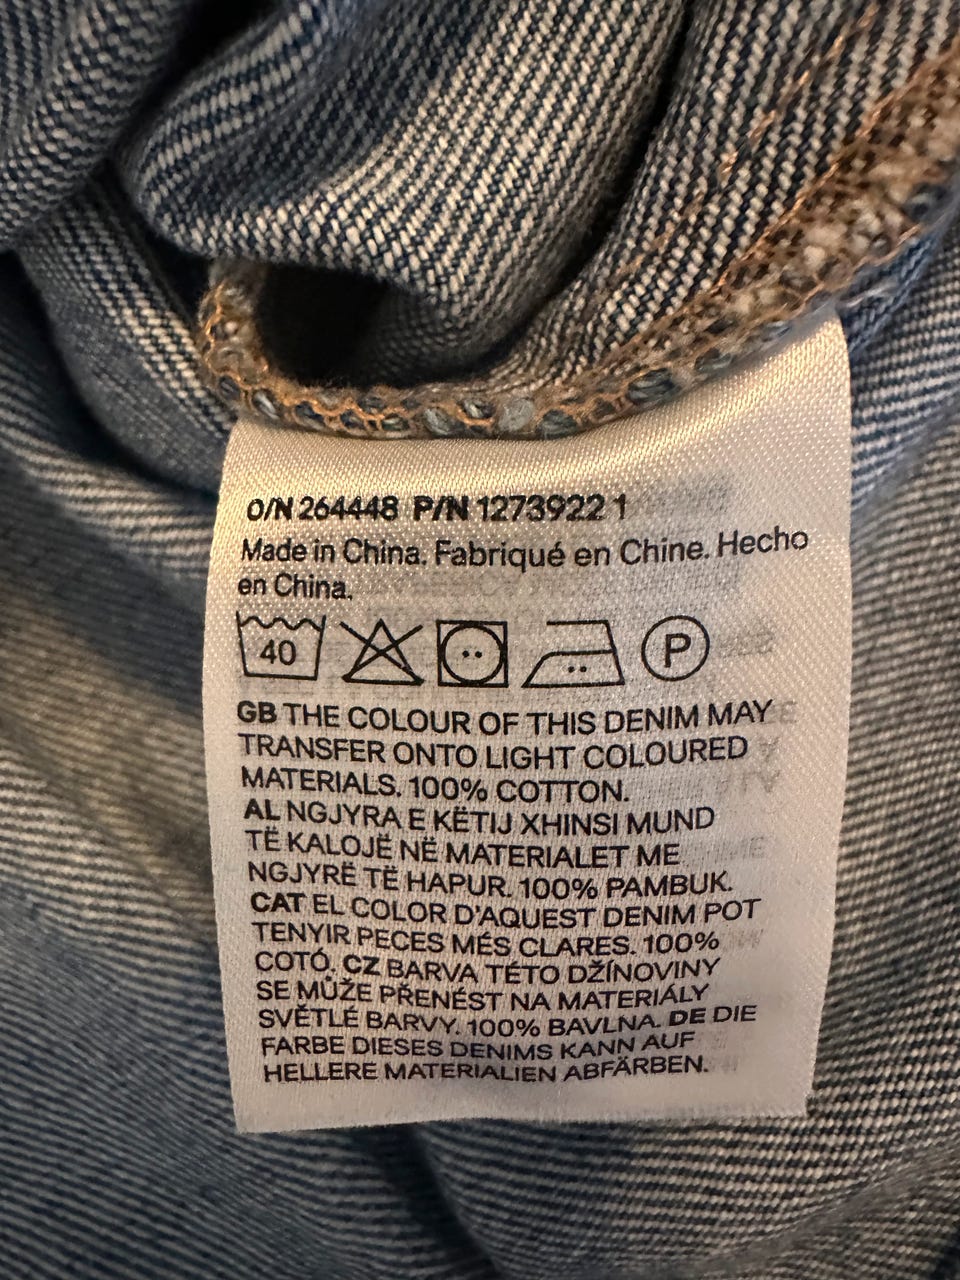 O/N 264448 P/N 1273922 1
Made in China. Fabriqué en Chine. Hecho
en China.
40 P
GB THE COLOUR OF THIS DENIM MAY
TRANSFER ONTO LIGHT COLOURED
MATERIALS. 100% COTTON.
AL NGJYRA E KËTIJ XHINSI MUND
TË KALOJË NË MATERIALET ME
NGJYRË TË HAPUR. 100% PAMBUK.
CAT EL COLOR D'AQUEST DENIM POT
TENYIR PECES MÉS CLARES. 100%
COTÓ. CZ BARVA TÉTO DŽÍNOVINY
SE MŮŽE PŘENÉST NA MATERIÁLY
SVĚTLÉ BARVY. 100% BAVLNA. DE DIE
FARBE DIESES DENIMS KANN AUF
HELLERE MATERIALIEN ABFÄRBEN.